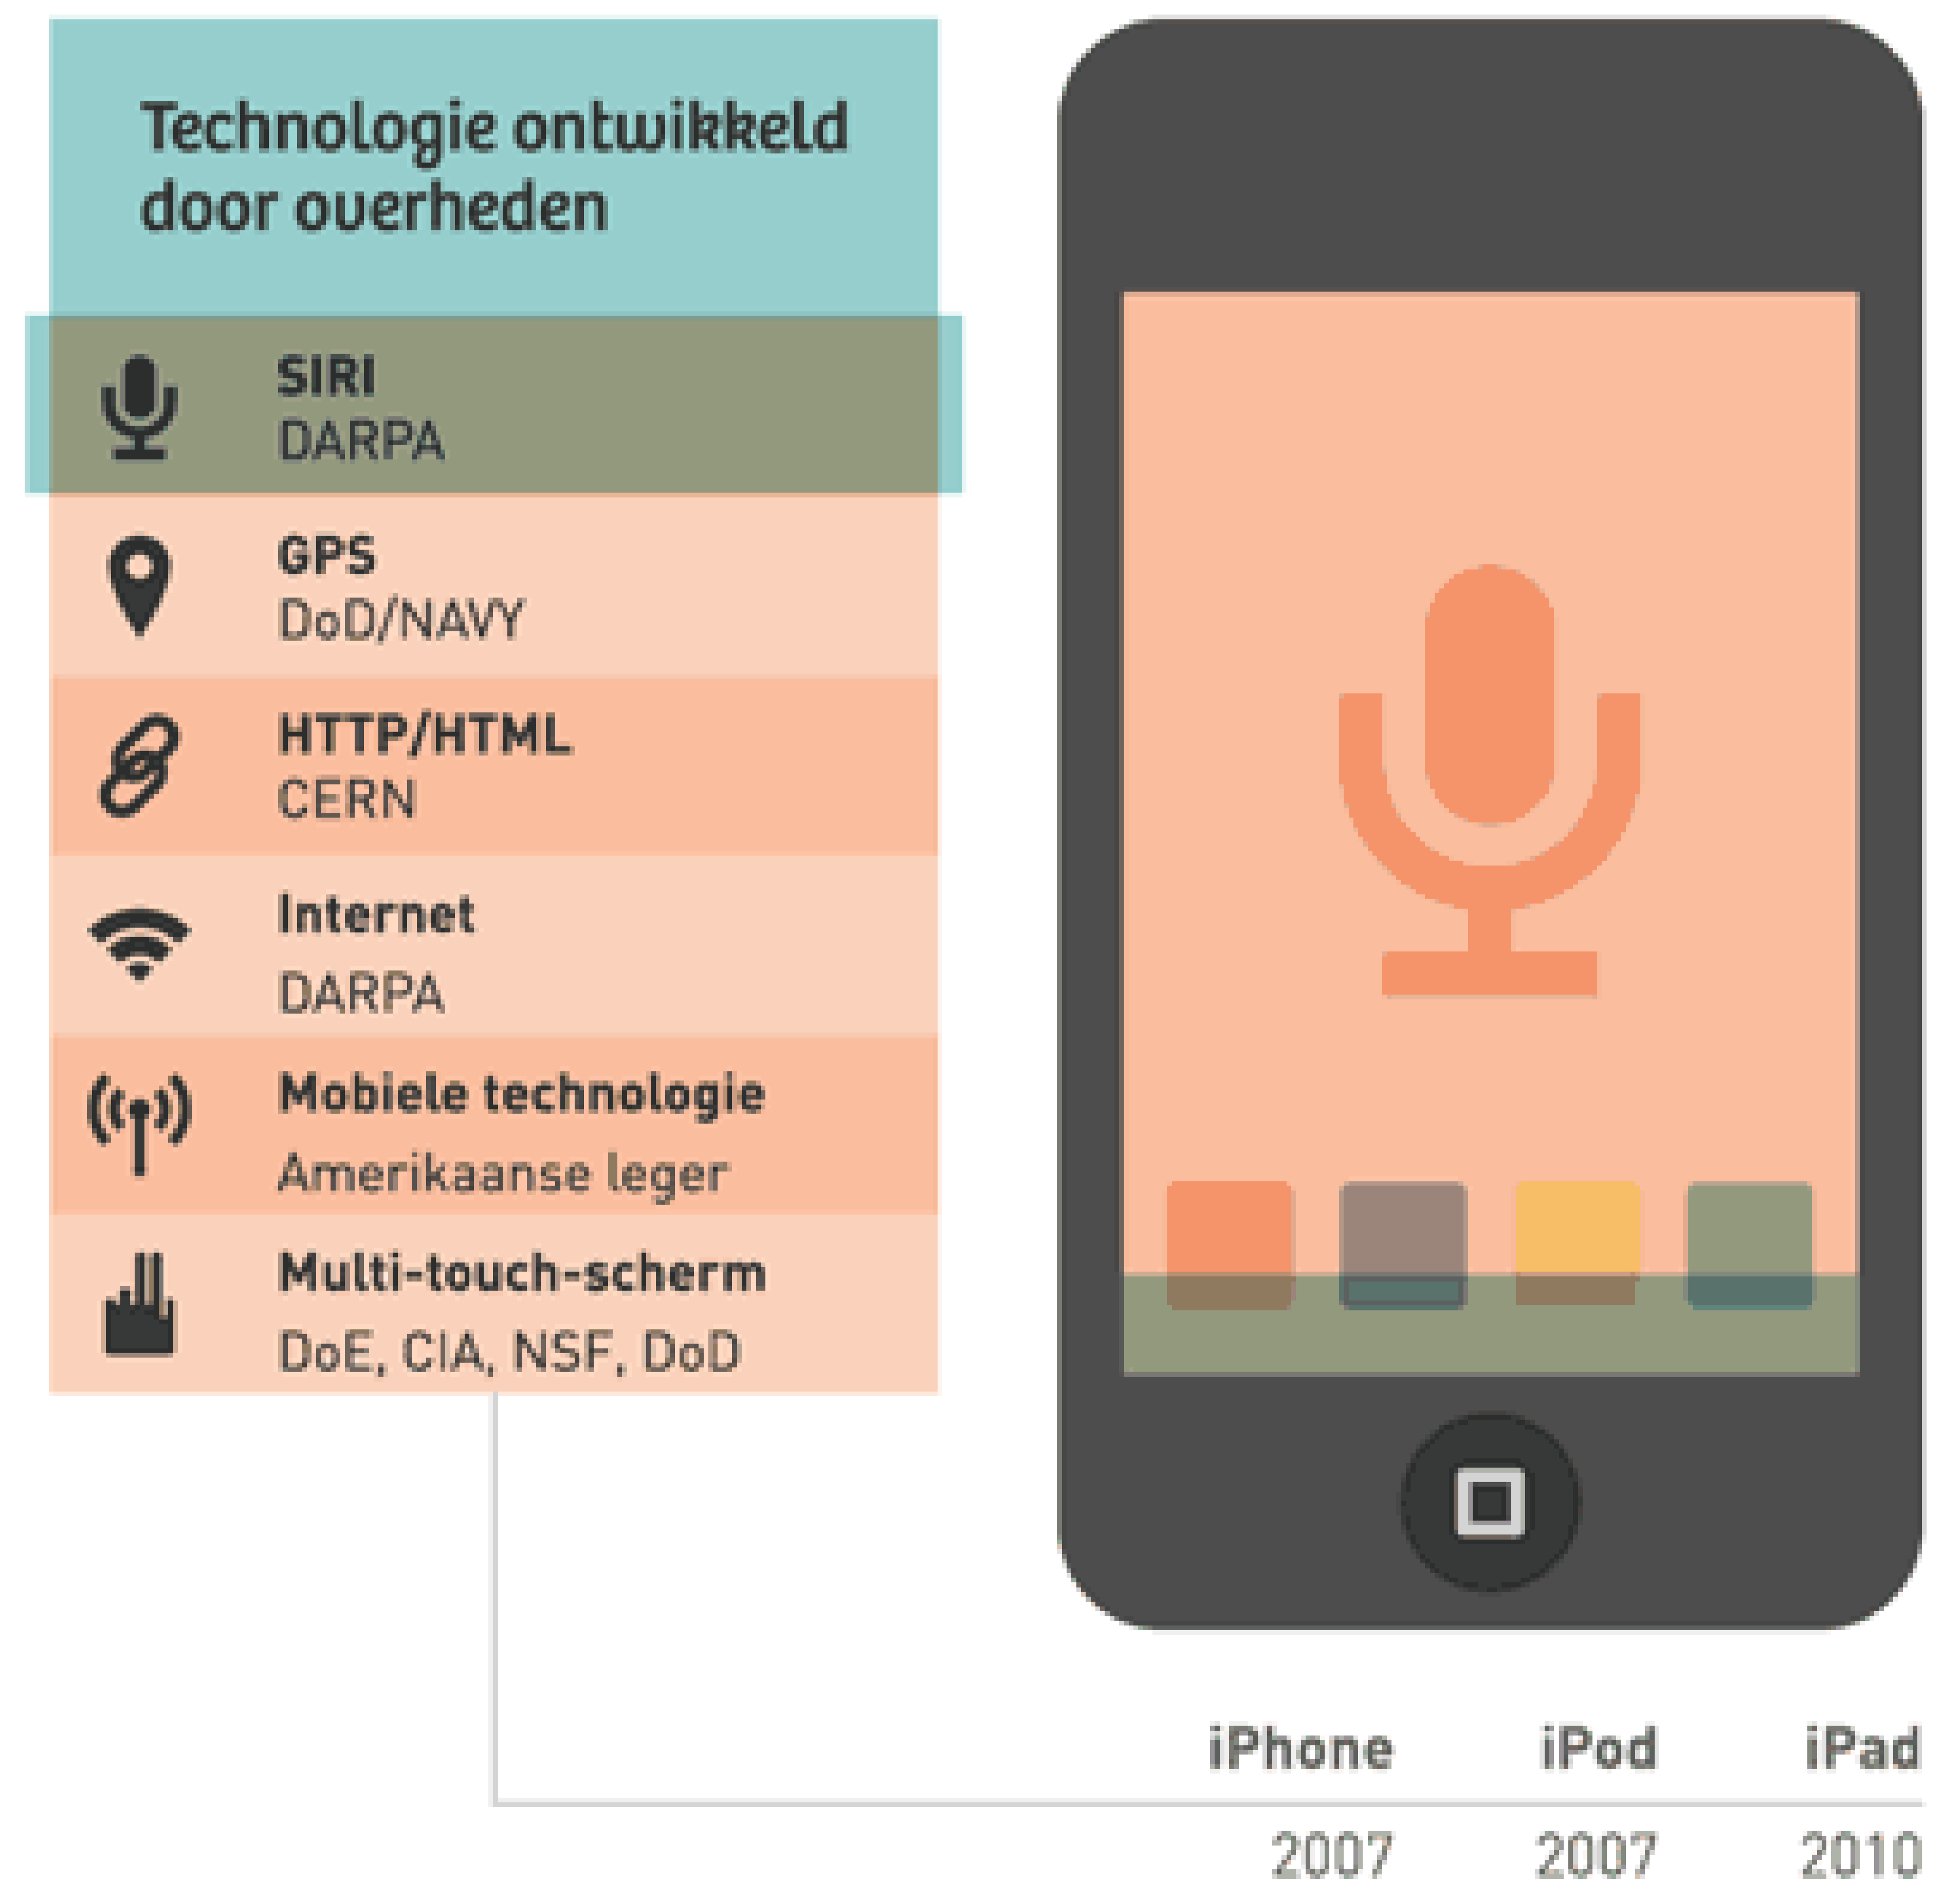 Technologie ontwikkeld
door overheden
SIRI
DARPA
GPS
DoD/NAVY
HTTP/HTML
CERN
Internet
DARPA
Mobiele technologie
Amerikaanse leger
Multi-touch-scherm
DoE, CIA, NSF, DoD
iPhone iPod iPad
2007 2007 2010